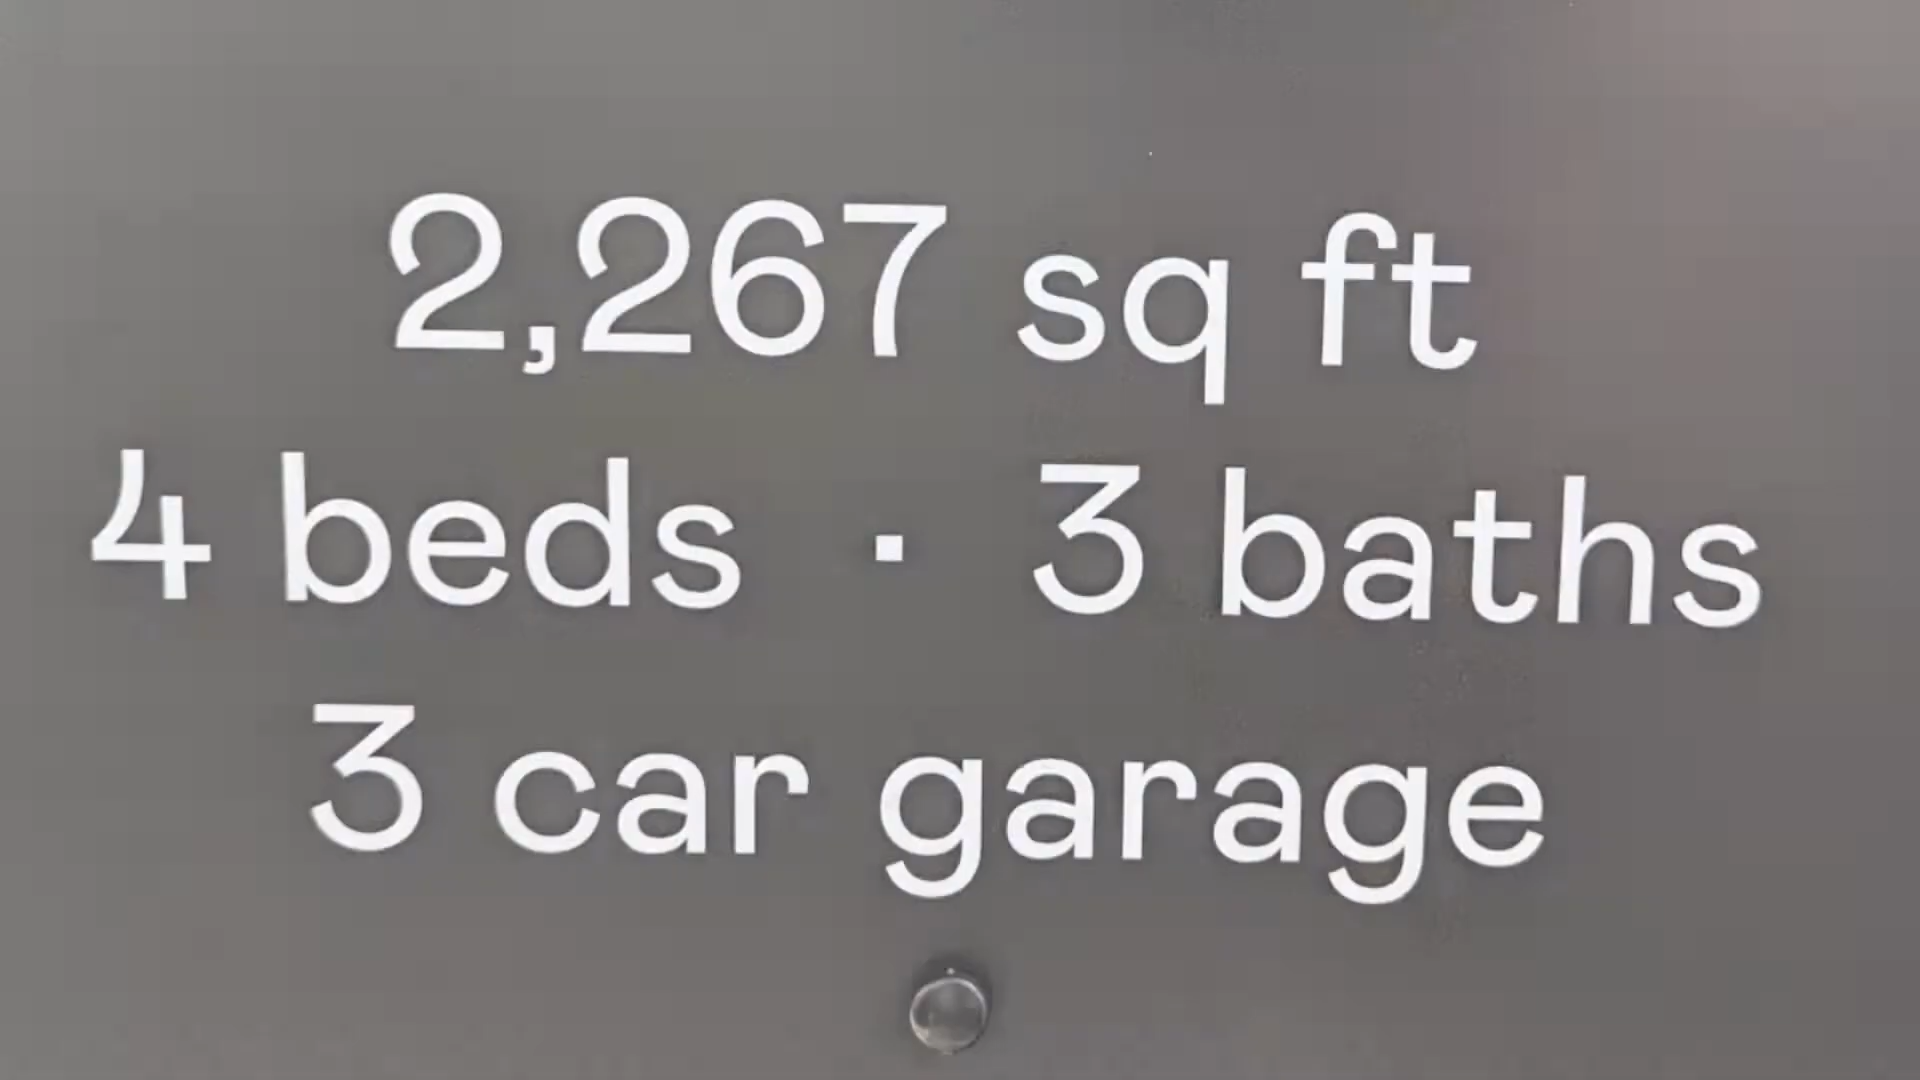 2,267 sq ft
4 beds · 3 baths
3 car garage